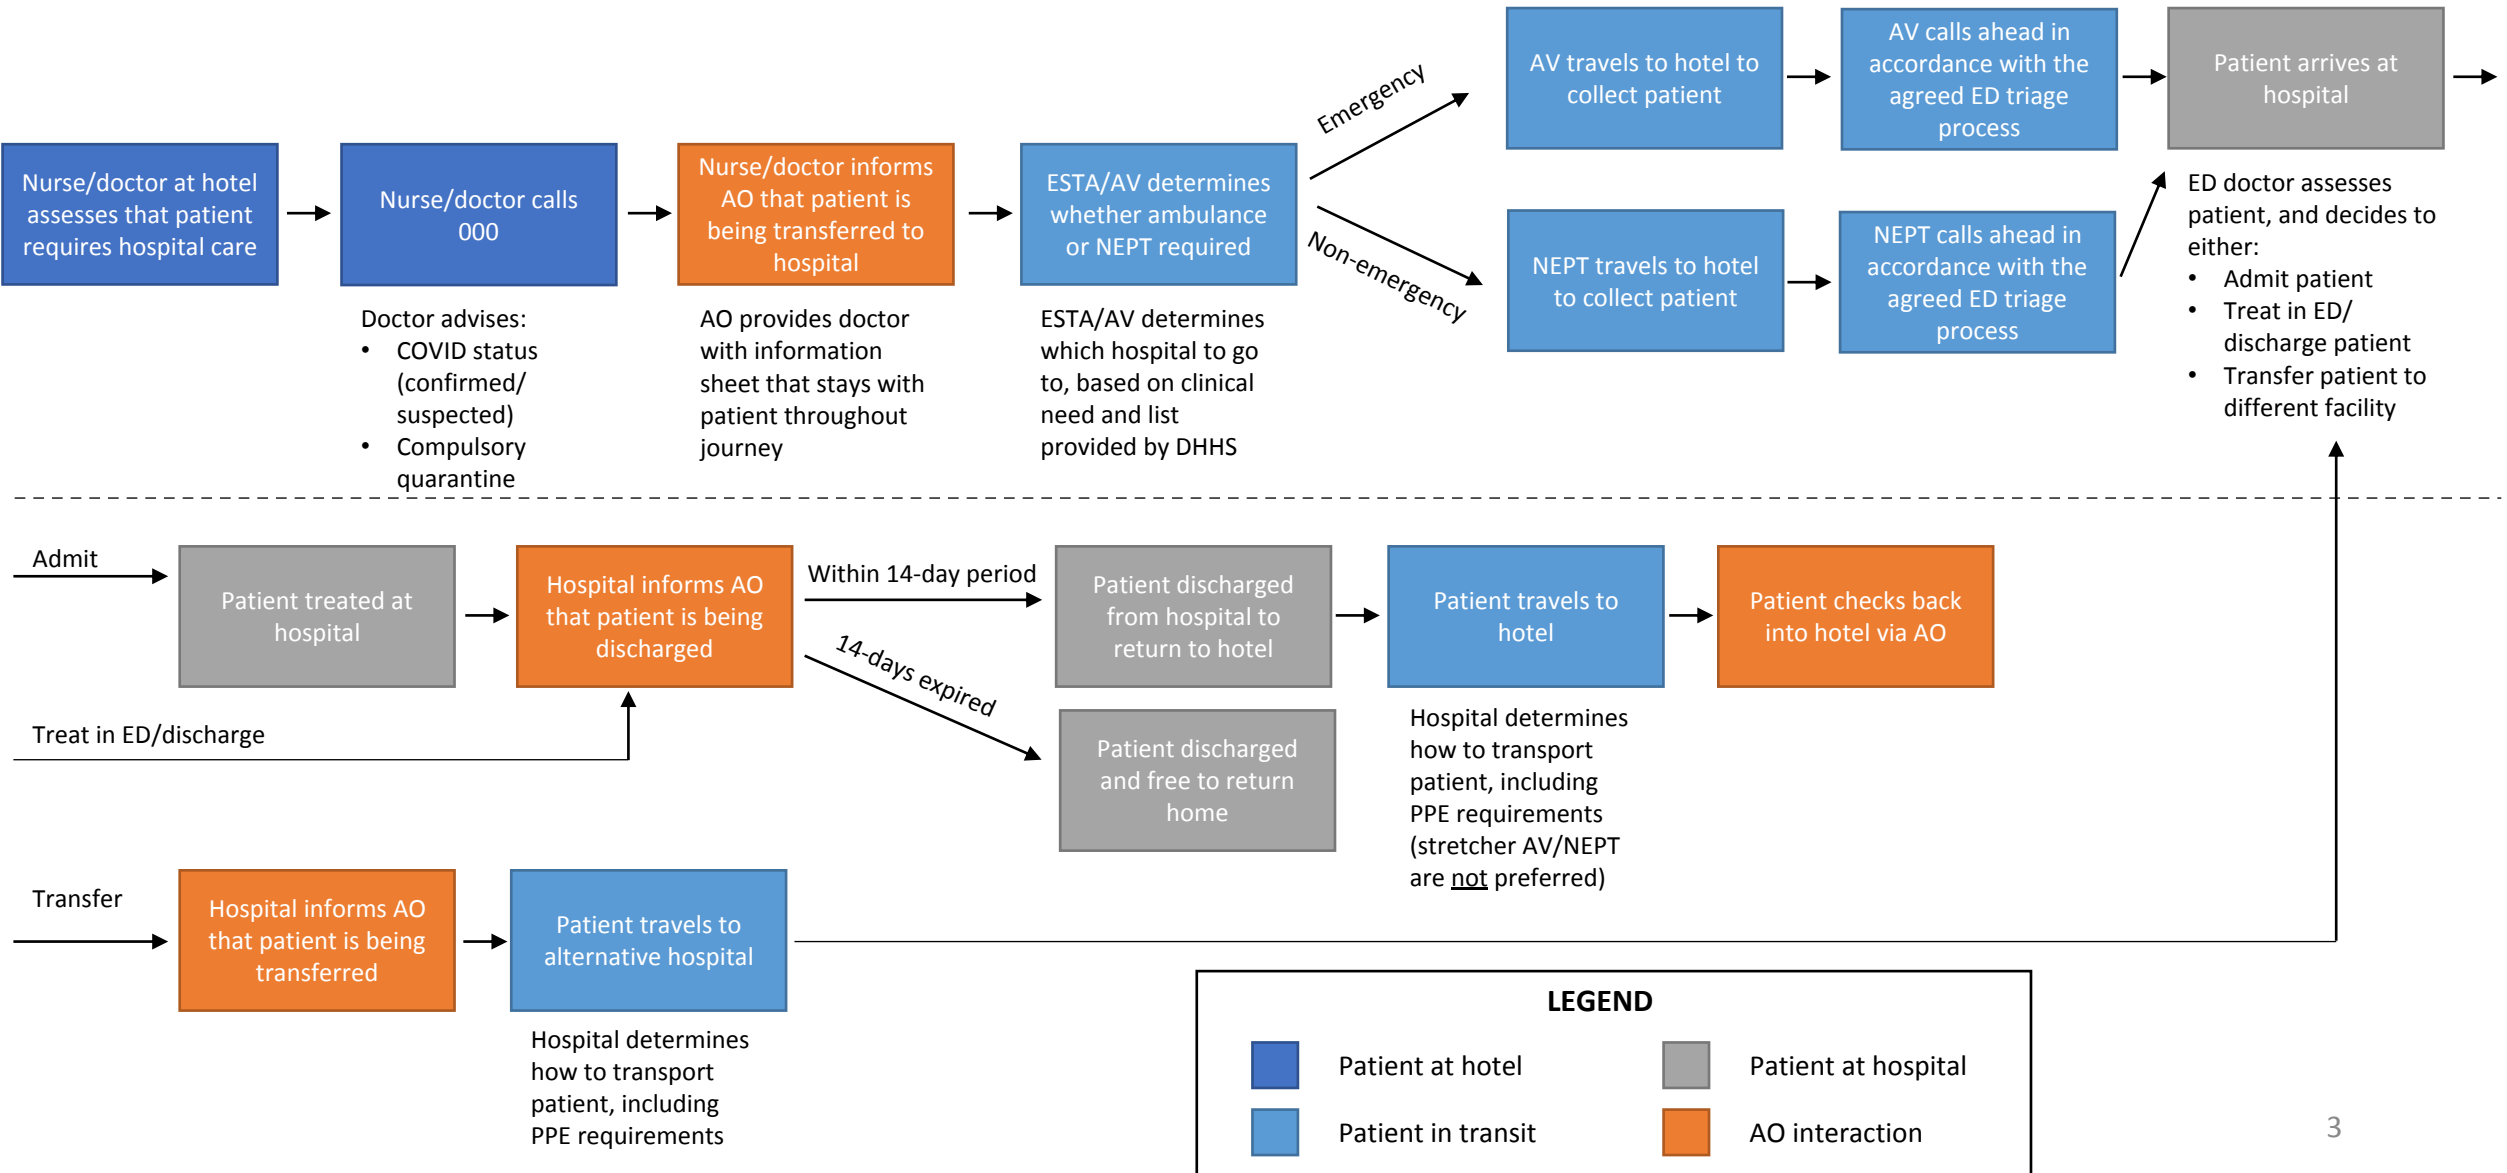 Nurse/doctor at hotel
assesses that patient
requires hospital care
Nurse/doctor calls
000
Doctor advises:
• COVID status
(confirmed/
suspected)
• Compulsory
quarantine
Nurse/doctor informs
AO that patient is
being transferred to
hospital
AO provides doctor
with information
sheet that stays with
patient throughout
journey
ESTA/AV determines
whether ambulance
or NEPT required
ESTA/AV determines
which hospital to go
to, based on clinical
need and list
provided by DHHS
Emergency
Non-emergency
AV travels to hotel to
collect patient
AV calls ahead in
accordance with the
agreed ED triage
process
NEPT travels to hotel
to collect patient
NEPT calls ahead in
accordance with the
agreed ED triage
process
Patient arrives at
hospital
ED doctor assesses
patient, and decides to
either:
• Admit patient
• Treat in ED/
discharge patient
• Transfer patient to
different facility
Admit
Patient treated at
hospital
Hospital informs AO
that patient is being
discharged
Within 14-day period
14-days expired
Patient discharged
from hospital to
return to hotel
Patient travels to
hotel
Patient checks back
into hotel via AO
Treat in ED/discharge
Patient discharged
and free to return
home
Hospital determines
how to transport
patient, including
PPE requirements
(stretcher AV/NEPT
are not preferred)
Transfer
Hospital informs AO
that patient is being
transferred
Patient travels to
alternative hospital
Hospital determines
how to transport
patient, including
PPE requirements
LEGEND
Patient at hotel
Patient at hospital
Patient in transit
AO interaction
3